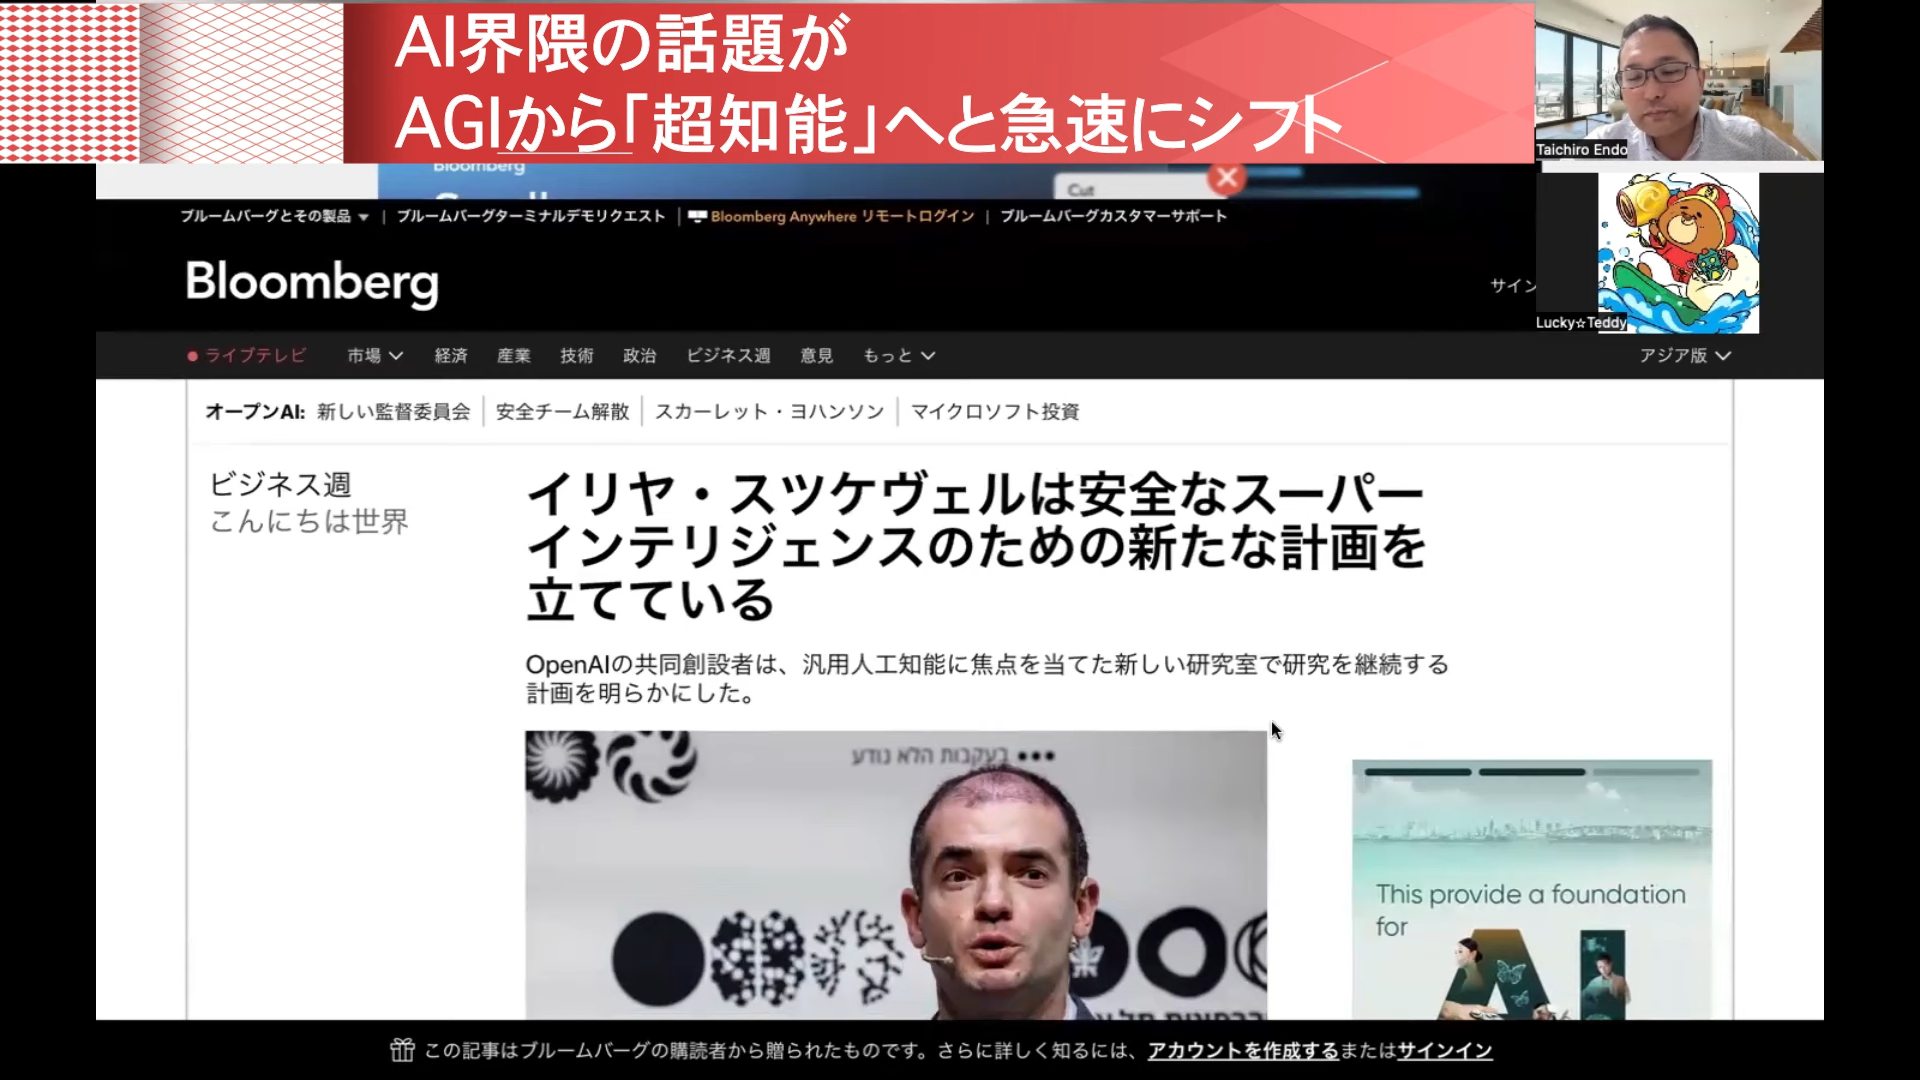 AI界隈の話題が
AGIから「超知能」へと急速にシフト
Taichiro Endo
Bloomberg
Cut
ブルームバーグとその製品
ブルームバーグターミナルデモリクエスト
Bloomberg Anywhere リモートログイン
ブルームバーグカスタマーサポート
Bloomberg
サイン
Lucky☆Teddy
ライブテレビ 市場 経済 産業 技術 政治 ビジネス週 意見 もっと アジア版
オープンAI: 新しい監督委員会 安全チーム解散 スカーレット・ヨハンソン マイクロソフト投資
ビジネス週
こんにちは世界
イリヤ・スツケヴェルは安全なスーパー
インテリジェンスのための新たな計画を
立てている
OpenAIの共同創設者は、汎用人工知能に焦点を当てた新しい研究室で研究を継続する
計画を明らかにした。
בעקבות הלא נודע
This provide a foundation
for
AI
この記事はブルームバーグの購読者から贈られたものです。さらに詳しく知るには、アカウントを作成するまたはサインイン